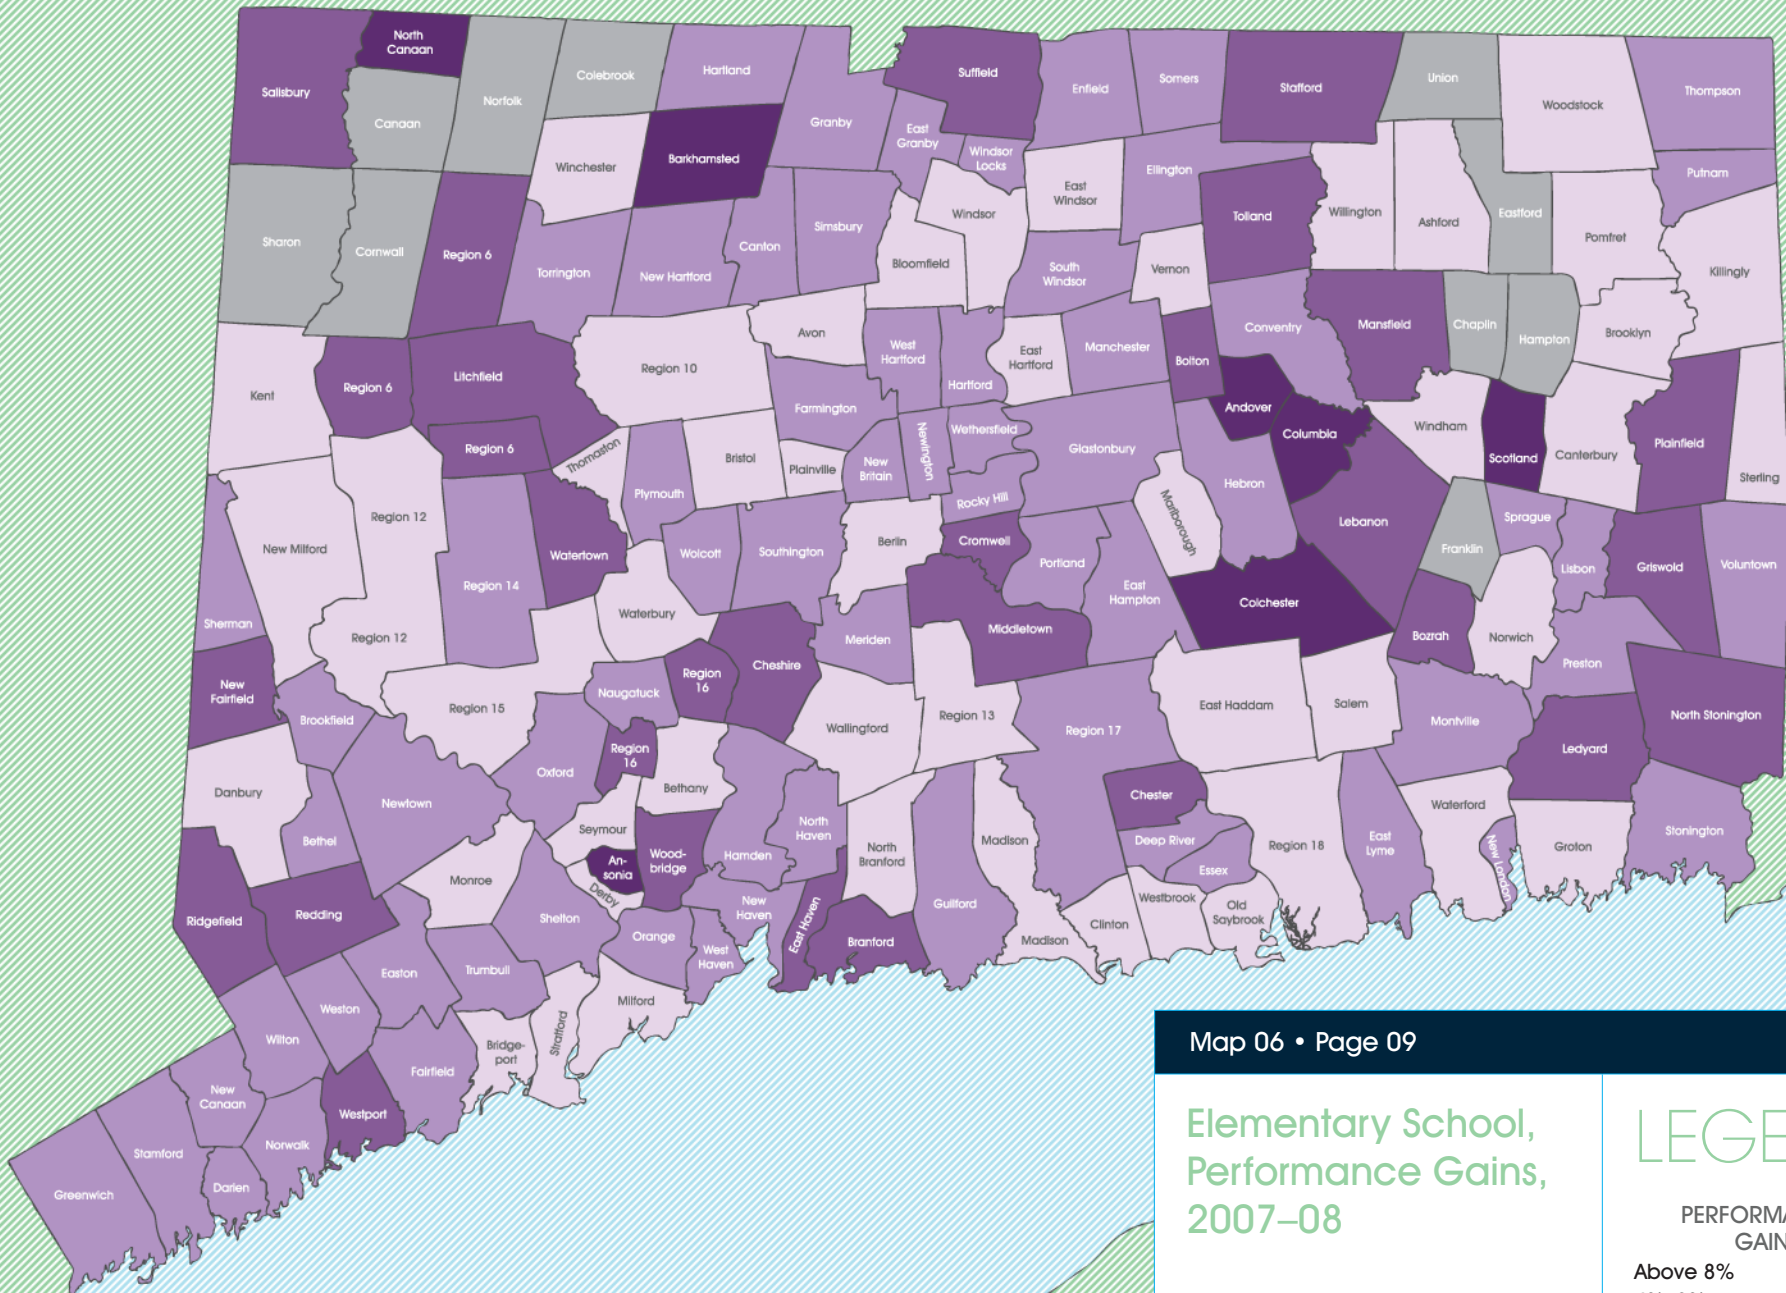 North
Canaan
Salisbury
Canaan
Norfolk
Colebrook
Hartland
Granby
Suffield
East
Granby
Windsor
Locks
Enfield
Somers
Stafford
Union
Woodstock
Thompson
Putnam
Winchester
Barkhamsted
Windsor
East
Windsor
Ellington
Tolland
Willington
Ashford
Eastford
Pomfret
Killingly
Sharon
Cornwall
Region 6
Torrington
New Hartford
Canton
Simsbury
Bloomfield
South
Windsor
Vernon
Coventry
Mansfield
Chaplin
Hampton
Brooklyn
Kent
Region 6
Litchfield
Region 10
Avon
West
Hartford
Hartford
East
Hartford
Manchester
Bolton
Andover
Columbia
Windham
Scotland
Canterbury
Plainfield
Sterling
Region 6
Thomaston
Plymouth
Bristol
Plainville
Farmington
New
Britain
Newington
Wethersfield
Rocky Hill
Glastonbury
Marlborough
Hebron
Lebanon
Franklin
Sprague
Lisbon
Griswold
Voluntown
New Milford
Region 12
Region 14
Watertown
Wolcott
Southington
Berlin
Cromwell
Portland
East
Hampton
Colchester
Bozrah
Norwich
Preston
Sherman
Region 12
Waterbury
Meriden
Middletown
New
Fairfield
Brookfield
Region 15
Naugatuck
Region
16
Cheshire
Wallingford
Region 13
Region 17
East Haddam
Salem
Montville
Ledyard
North Stonington
Danbury
Bethel
Newtown
Oxford
Region
16
Bethany
Seymour
An-
sonia
Derby
Wood-
bridge
Hamden
North
Haven
North
Branford
Madison
Chester
Deep River
Essex
Region 18
East
Lyme
Waterford
New London
Groton
Stonington
Ridgefield
Redding
Monroe
Shelton
Orange
New
Haven
West
Haven
East Haven
Branford
Guilford
Madison
Clinton
Westbrook
Old
Saybrook
Wilton
Weston
Easton
Trumbull
Milford
Stratford
Bridge-
port
Fairfield
Westport
New
Canaan
Norwalk
Darien
Stamford
Greenwich
Map 06 • Page 09
Elementary School,
Performance Gains,
2007–08
LEGE
PERFORMA
GAIN
Above 8%